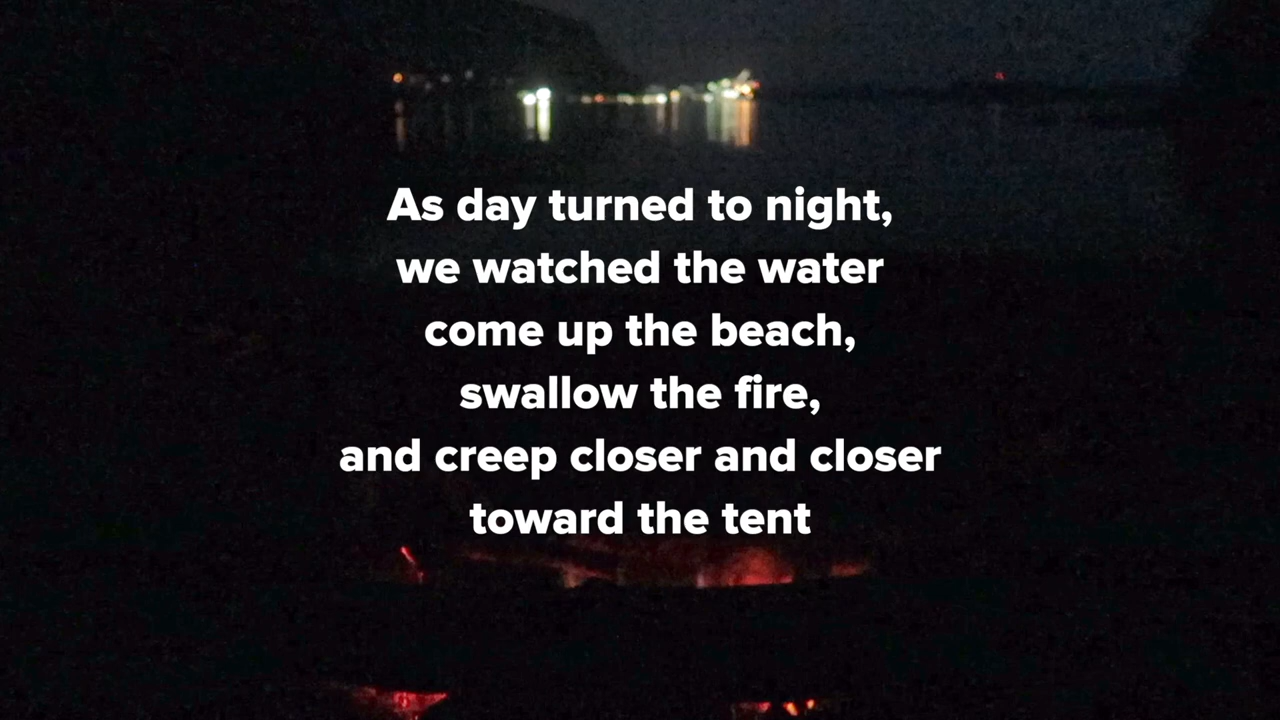 As day turned to night,
we watched the water
come up the beach,
swallow the fire,
and creep closer and closer
toward the tent